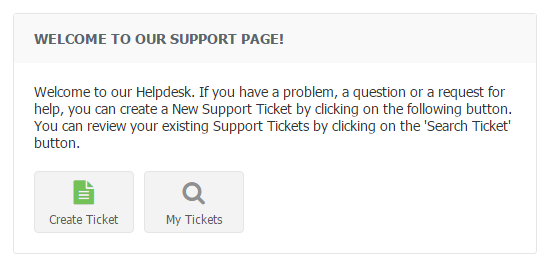 WELCOME TO OUR SUPPORT PAGE!
Welcome to our Helpdesk. If you have a problem, a question or a request for
help, you can create a New Support Ticket by clicking on the following button.
You can review your existing Support Tickets by clicking on the 'Search Ticket'
button.
Create Ticket
My Tickets